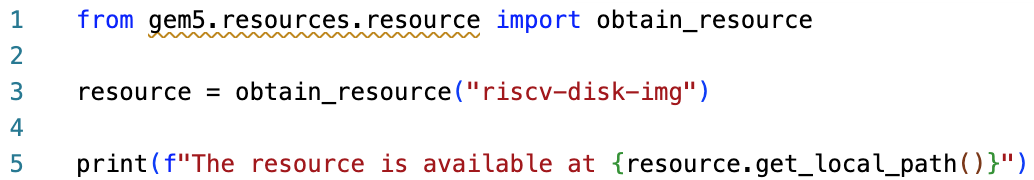 1 from gem5.resources.resource import obtain_resource
2
3 resource = obtain_resource("riscv-disk-img")
4
5 print(f"The resource is available at {resource.get_local_path()}")